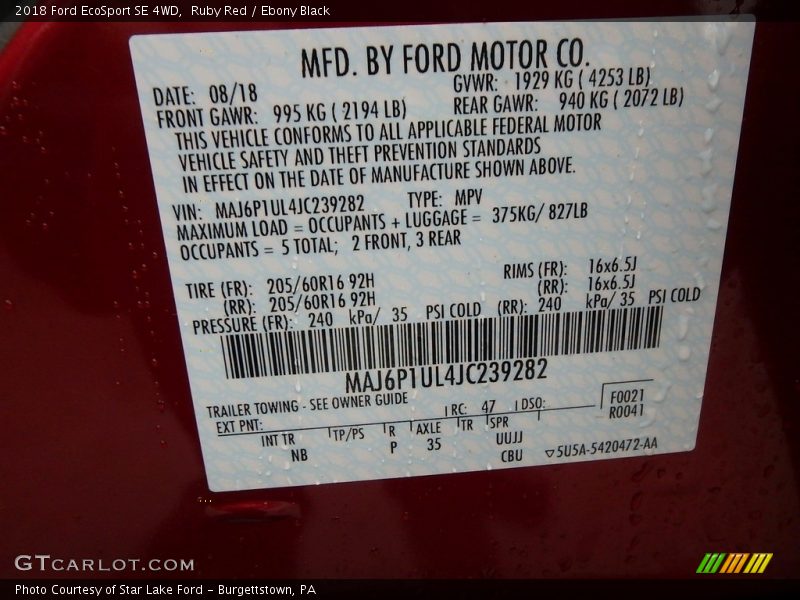 2018 Ford EcoSport SE 4WD, Ruby Red / Ebony Black
MFD. BY FORD MOTOR CO.
DATE: 08/18 GVWR: 1929 KG ( 4253 LB)
FRONT GAWR: 995 KG ( 2194 LB) REAR GAWR: 940 KG ( 2072 LB)
THIS VEHICLE CONFORMS TO ALL APPLICABLE FEDERAL MOTOR
VEHICLE SAFETY AND THEFT PREVENTION STANDARDS
IN EFFECT ON THE DATE OF MANUFACTURE SHOWN ABOVE.
VIN: MAJ6P1UL4JC239282 TYPE: MPV
MAXIMUM LOAD = OCCUPANTS + LUGGAGE = 375KG/ 827LB
OCCUPANTS = 5 TOTAL; 2 FRONT, 3 REAR
TIRE (FR): 205/60R16 92H RIMS (FR): 16x6.5J
(RR): 205/60R16 92H (RR): 16x6.5J
PRESSURE (FR): 240 kPa/ 35 PSI COLD (RR): 240 kPa/ 35 PSI COLD
MAJ6P1UL4JC239282
TRAILER TOWING - SEE OWNER GUIDE
EXT PNT: RC: 47 DSO: F0021
R0041
INT TR TP/PS R AXLE TR SPR
NB P 35 UUJJ
CBU 5U5A-5420472-AA
GTCARLOT.COM
Photo Courtesy of Star Lake Ford - Burgettstown, PA